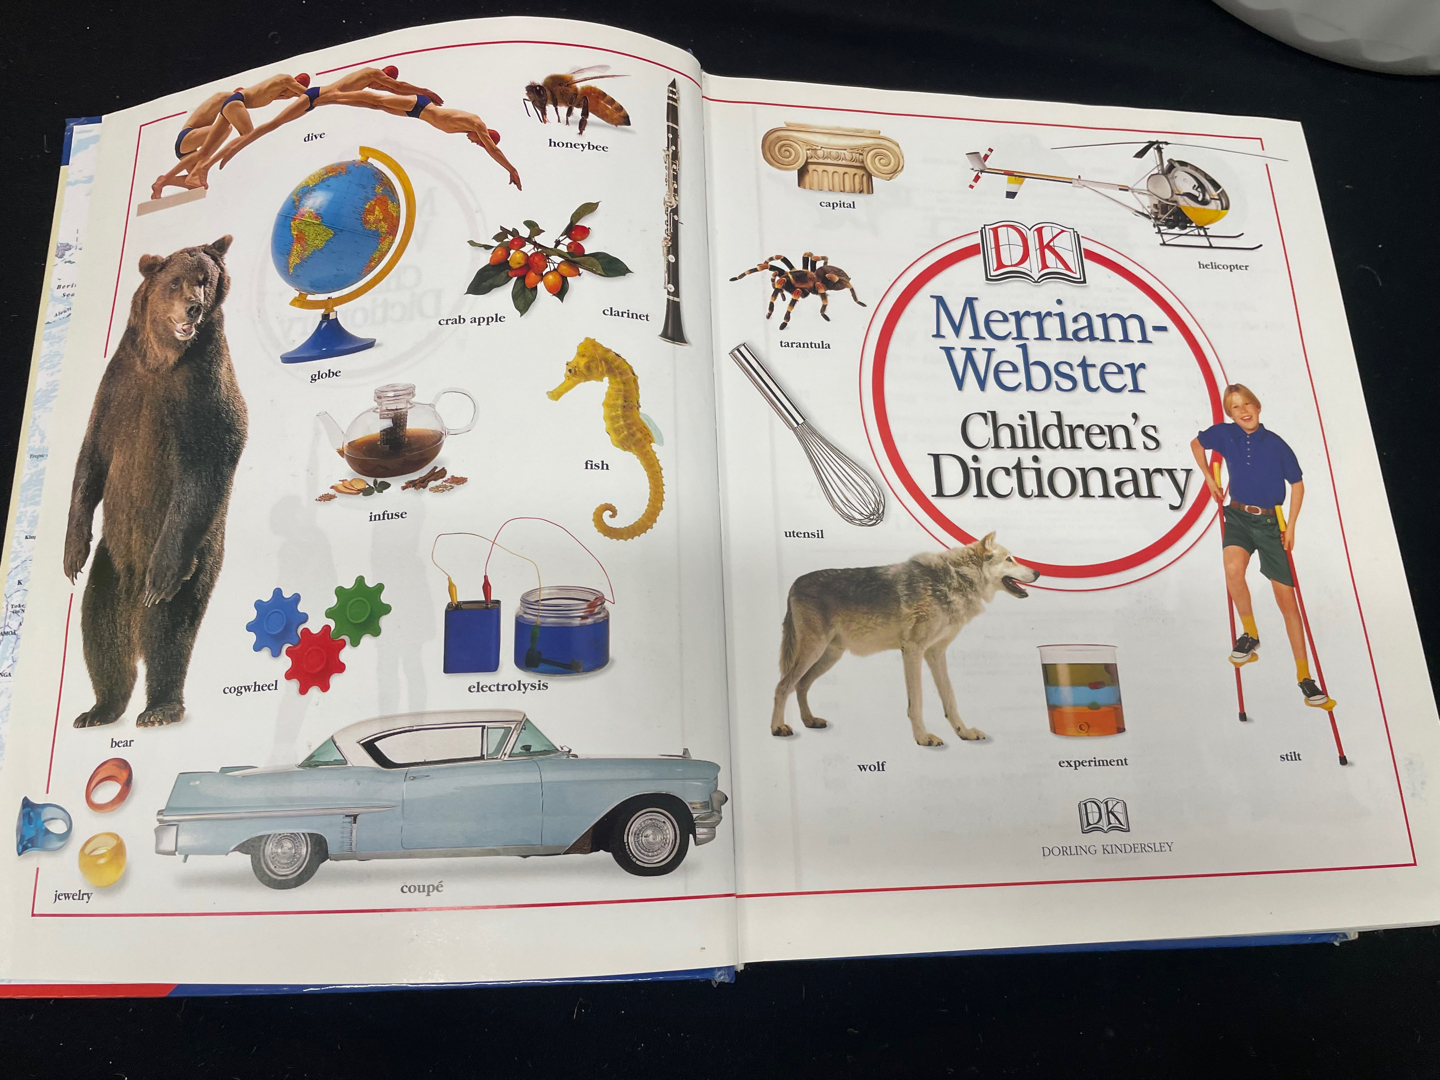 dive
honeybee
globe
crab apple
clarinet
infuse
fish
cogwheel
electrolysis
bear
jewelry
coupé
capital
helicopter
DK
Merriam-
Webster
Children's
Dictionary
tarantula
utensil
wolf
experiment
stilt
DK
DORLING KINDERSLEY